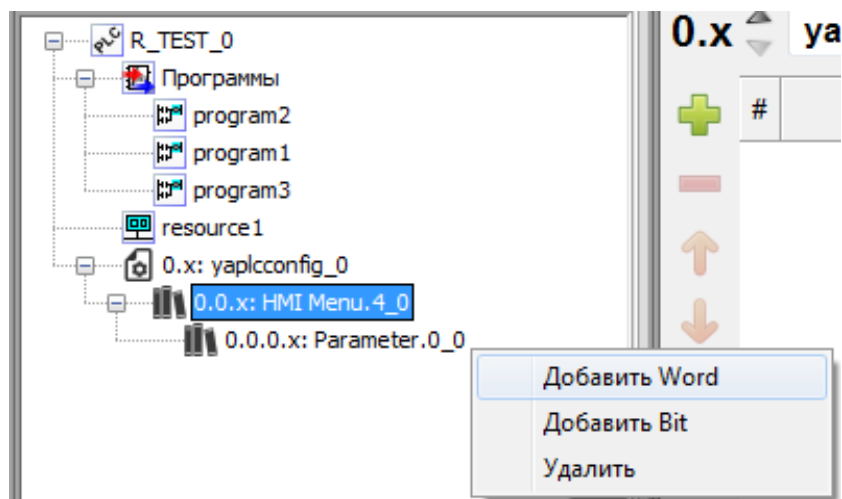 R_TEST_0
Программы
program2
program1
program3
resource1
0.x: yaplcconfig_0
0.0.x: HMI Menu.4_0
0.0.0.x: Parameter.0_0
0.x ya
#
Добавить Word
Добавить Bit
Удалить